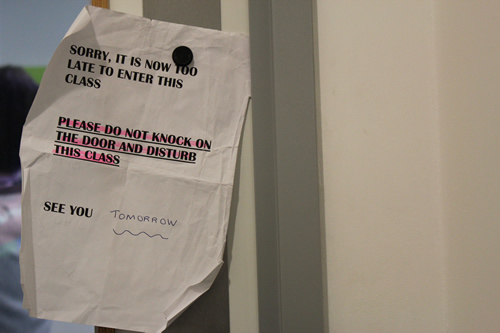 SORRY, IT IS NOW TOO
LATE TO ENTER THIS
CLASS
PLEASE DO NOT KNOCK ON
THE DOOR AND DISTURB
THIS CLASS
SEE YOU TOMORROW